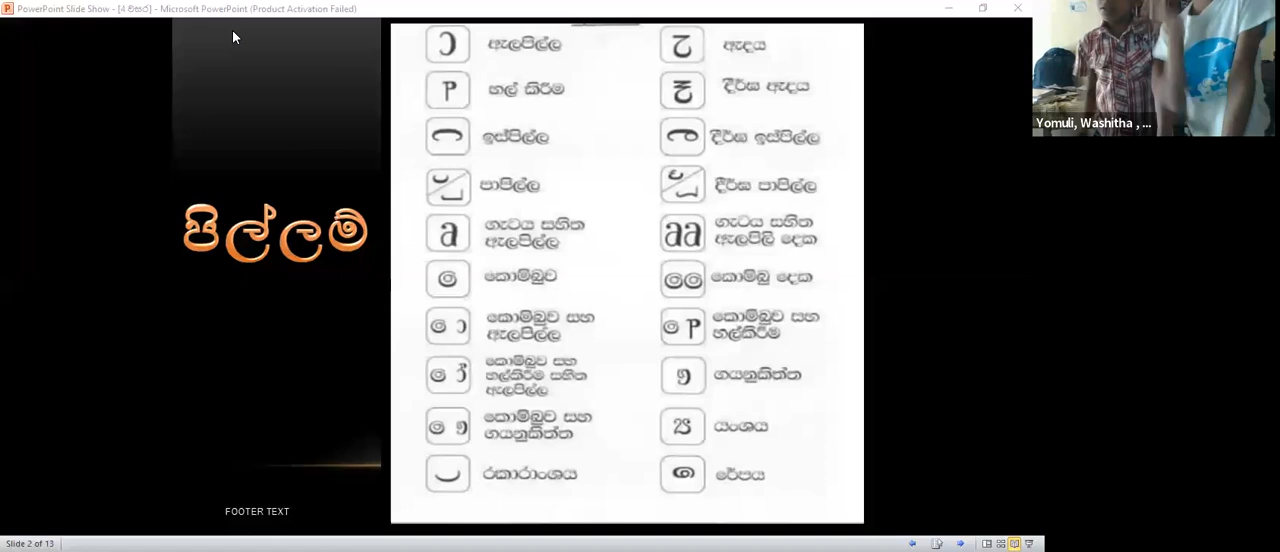 PowerPoint Slide Show - [4 වසර] - Microsoft PowerPoint (Product Activation Failed)
Yomuli, Washitha , ...
පිල්ලම්
ඇලපිල්ල
ඇදය
හල් කිරීම
දීර්ඝ ඇදය
ඉස්පිල්ල
දීර්ඝ ඉස්පිල්ල
පාපිල්ල
දීර්ඝ පාපිල්ල
ගැටය සහිත
ඇලපිල්ල
ගැටය සහිත
ඇලපිලි දෙක
කොම්බුව
කොම්බු දෙක
කොම්බුව සහ
ඇලපිල්ල
කොම්බුව සහ
හල්කිරීම
කොම්බුව සහ
හල්කිරීම සහිත
ඇලපිල්ල
ගයනුකිත්ත
කොම්බුව සහ
ගයනුකිත්ත
යංශය
රකාරාංශය
රේපය
FOOTER TEXT
Slide 2 of 13